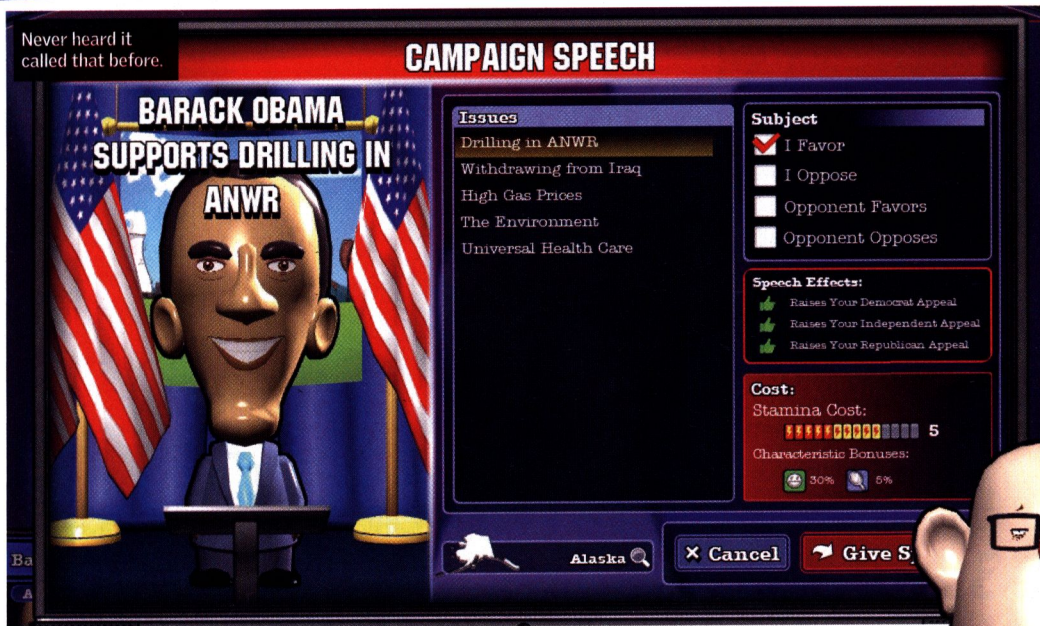 Never heard it
called that before.
CAMPAIGN SPEECH
BARACK OBAMA
SUPPORTS DRILLING IN
ANWR
Issues
Drilling in ANWR
Withdrawing from Iraq
High Gas Prices
The Environment
Universal Health Care
Subject
I Favor
I Oppose
Opponent Favors
Opponent Opposes
Speech Effects:
Raises Your Democrat Appeal
Raises Your Independent Appeal
Raises Your Republican Appeal
Cost:
Stamina Cost:
5
Characteristic Bonuses:
30% 5%
Alaska
Cancel
Give
Ba
A